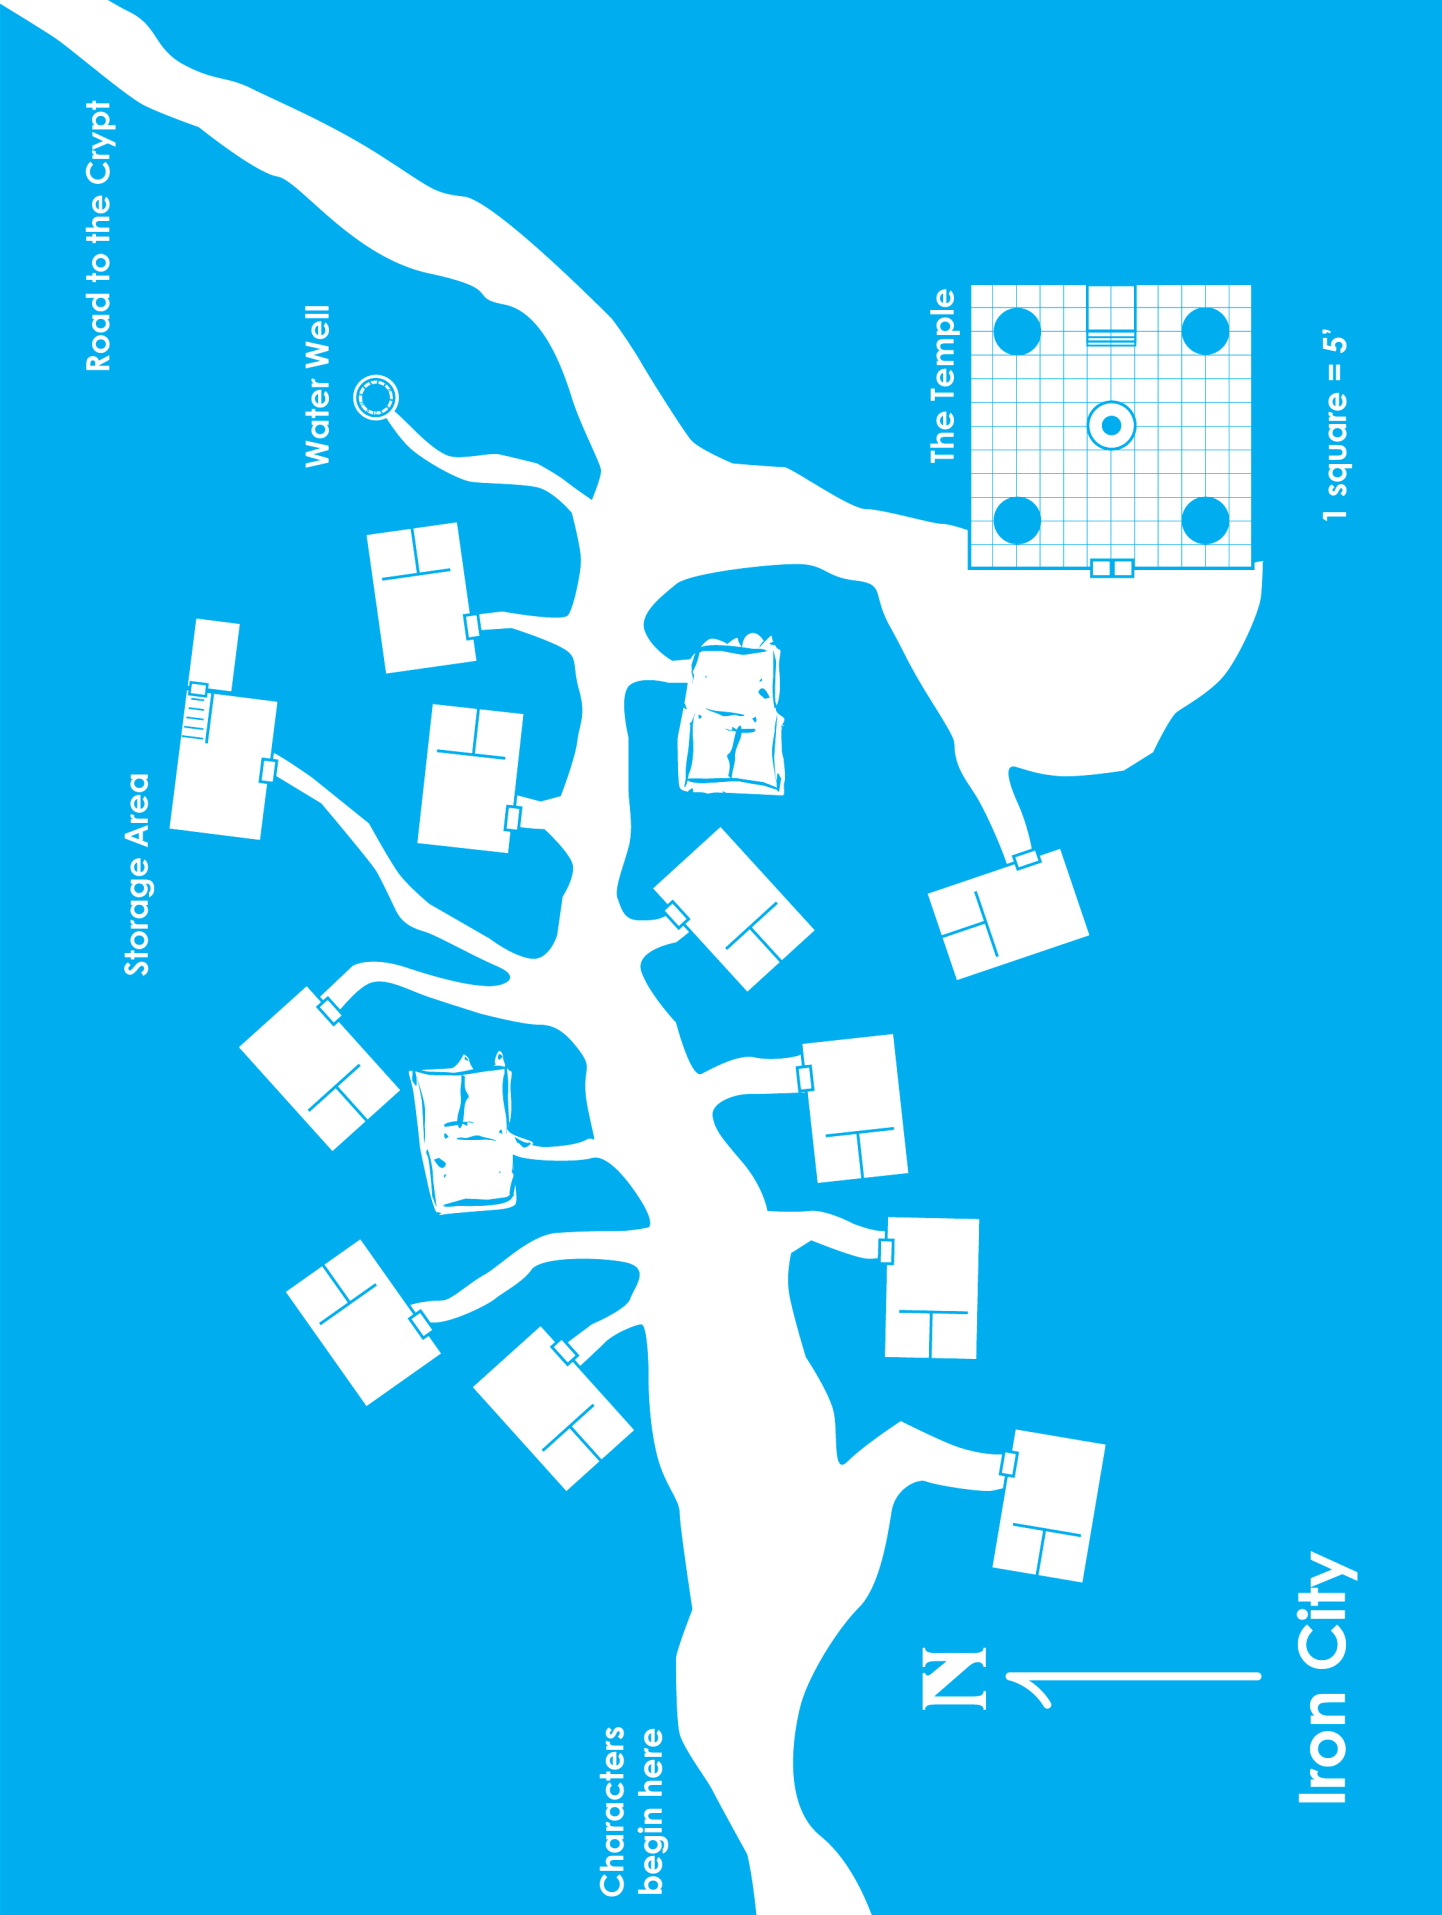 Road to the Crypt
Water Well
Storage Area
The Temple
1 square = 5’
Characters
begin here
N
Iron City